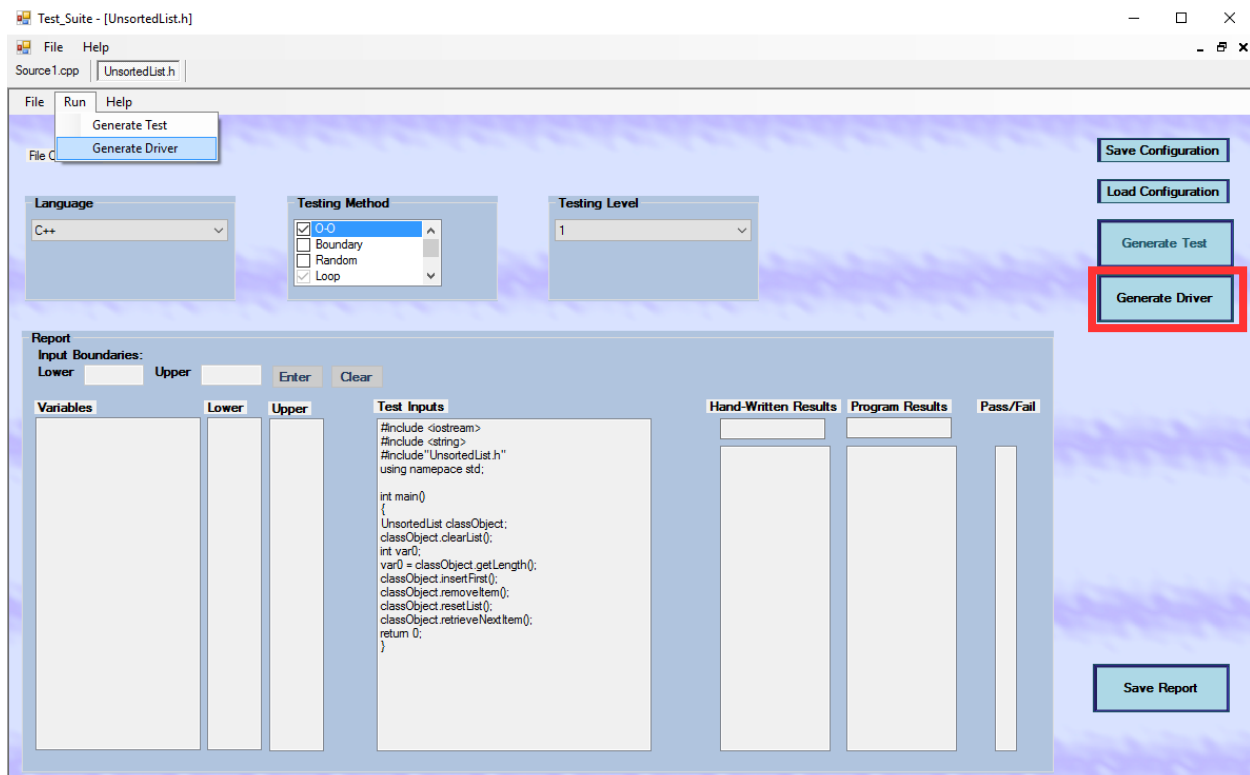 Test_Suite - [UnsortedList.h]
File Help
Source1.cpp UnsortedList.h
File Run Help
Generate Test
Generate Driver
File
Save Configuration
Load Configuration
Language Testing Method Testing Level
C++ O-O 1
Boundary
Random
Loop
Generate Test
Generate Driver
Report
Input Boundaries:
Lower Upper Enter Clear
Variables Lower Upper Test Inputs Hand-Written Results Program Results Pass/Fail
#include <iostream>
#include <string>
#include"UnsortedList.h"
using namepace std;
int main()
{
UnsortedList classObject;
classObject.clearList();
int var0;
var0 = classObject.getLength();
classObject.insertFirst();
classObject.removeItem();
classObject.resetList();
classObject.retrieveNextItem();
return 0;
}
Save Report